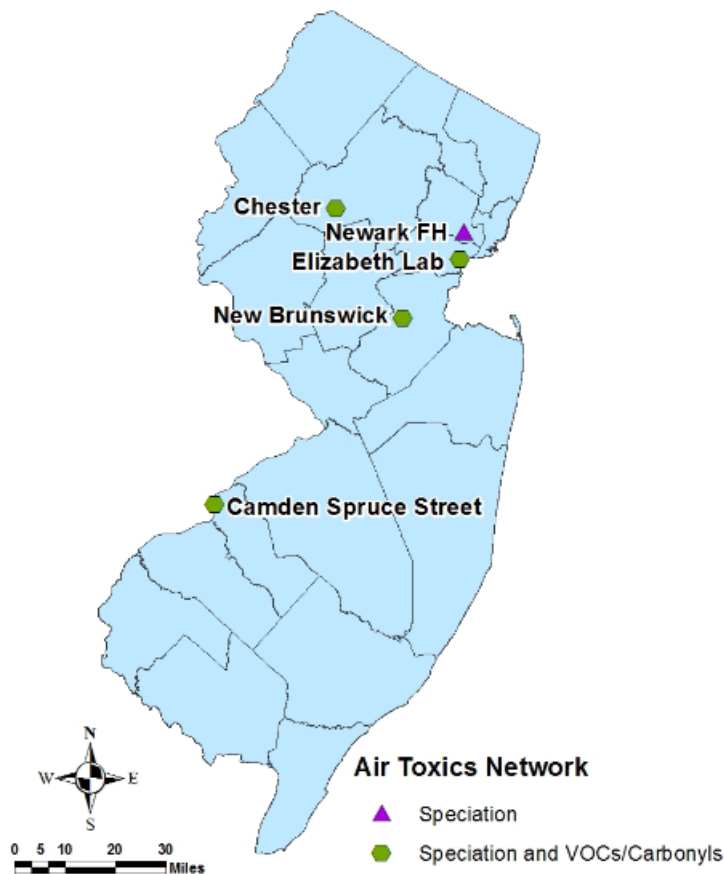 Chester
Newark FH
Elizabeth Lab
New Brunswick
Camden Spruce Street
N
W E
S
0 5 10 20 30
Miles
Air Toxics Network
Speciation
Speciation and VOCs/Carbonyls